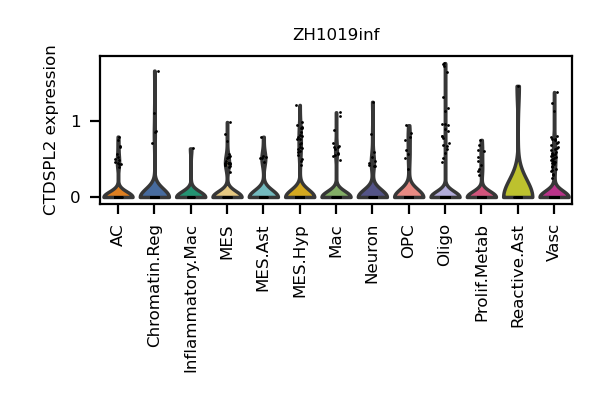 ZH1019inf
CTDSPL2 expression
1
0
AC
Chromatin.Reg
Inflammatory.Mac
MES
MES.Ast
MES.Hyp
Mac
Neuron
OPC
Oligo
Prolif.Metab
Reactive.Ast
Vasc